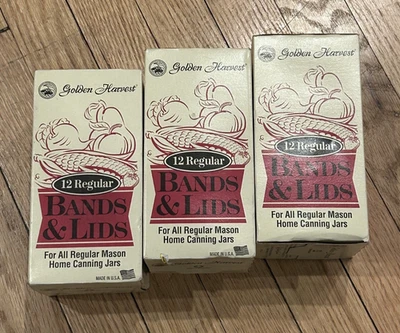 Golden Harvest
12 Regular
BANDS
& LIDS
For All Regular Mason
Home Canning Jars
MADE IN U.S.A.
Golden Harvest
12 Regular
BANDS
& LIDS
For All Regular Mason
Home Canning Jars
MADE IN U.S.A.
Golden Harvest
12 Regular
BANDS
& LIDS
For All Regular Mason
Home Canning Jars